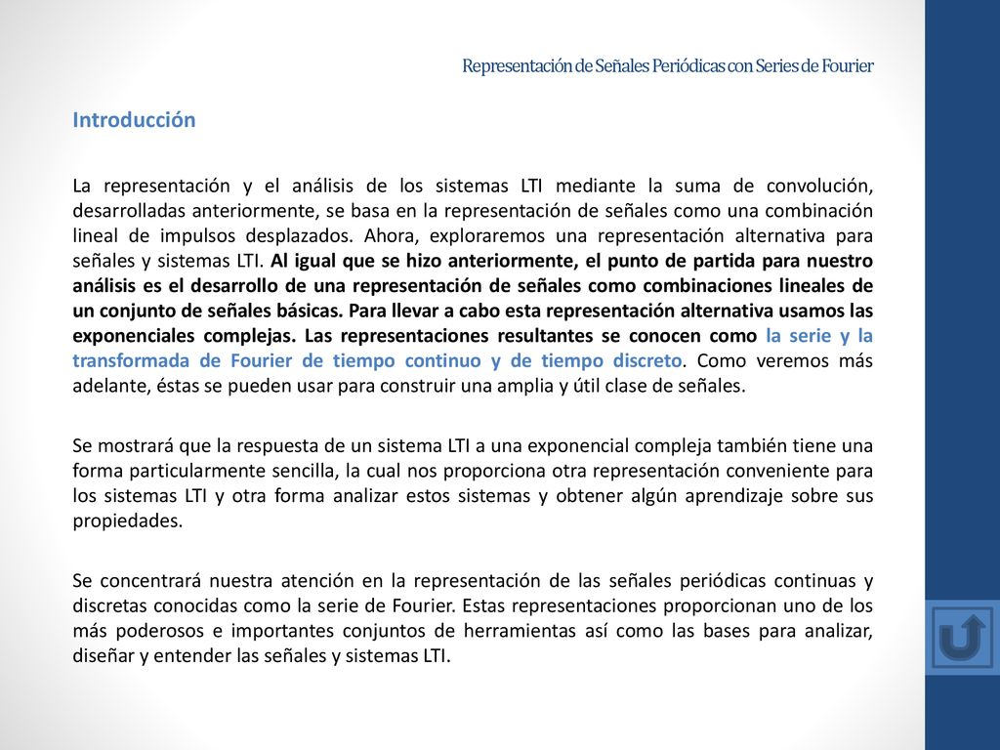 Representación de Señales Periódicas con Series de Fourier
Introducción
La representación y el análisis de los sistemas LTI mediante la suma de convolución,
desarrolladas anteriormente, se basa en la representación de señales como una combinación
lineal de impulsos desplazados. Ahora, exploraremos una representación alternativa para
señales y sistemas LTI. Al igual que se hizo anteriormente, el punto de partida para nuestro
análisis es el desarrollo de una representación de señales como combinaciones lineales de
un conjunto de señales básicas. Para llevar a cabo esta representación alternativa usamos las
exponenciales complejas. Las representaciones resultantes se conocen como la serie y la
transformada de Fourier de tiempo continuo y de tiempo discreto. Como veremos más
adelante, éstas se pueden usar para construir una amplia y útil clase de señales.
Se mostrará que la respuesta de un sistema LTI a una exponencial compleja también tiene una
forma particularmente sencilla, la cual nos proporciona otra representación conveniente para
los sistemas LTI y otra forma analizar estos sistemas y obtener algún aprendizaje sobre sus
propiedades.
Se concentrará nuestra atención en la representación de las señales periódicas continuas y
discretas conocidas como la serie de Fourier. Estas representaciones proporcionan uno de los
más poderosos e importantes conjuntos de herramientas así como las bases para analizar,
diseñar y entender las señales y sistemas LTI.